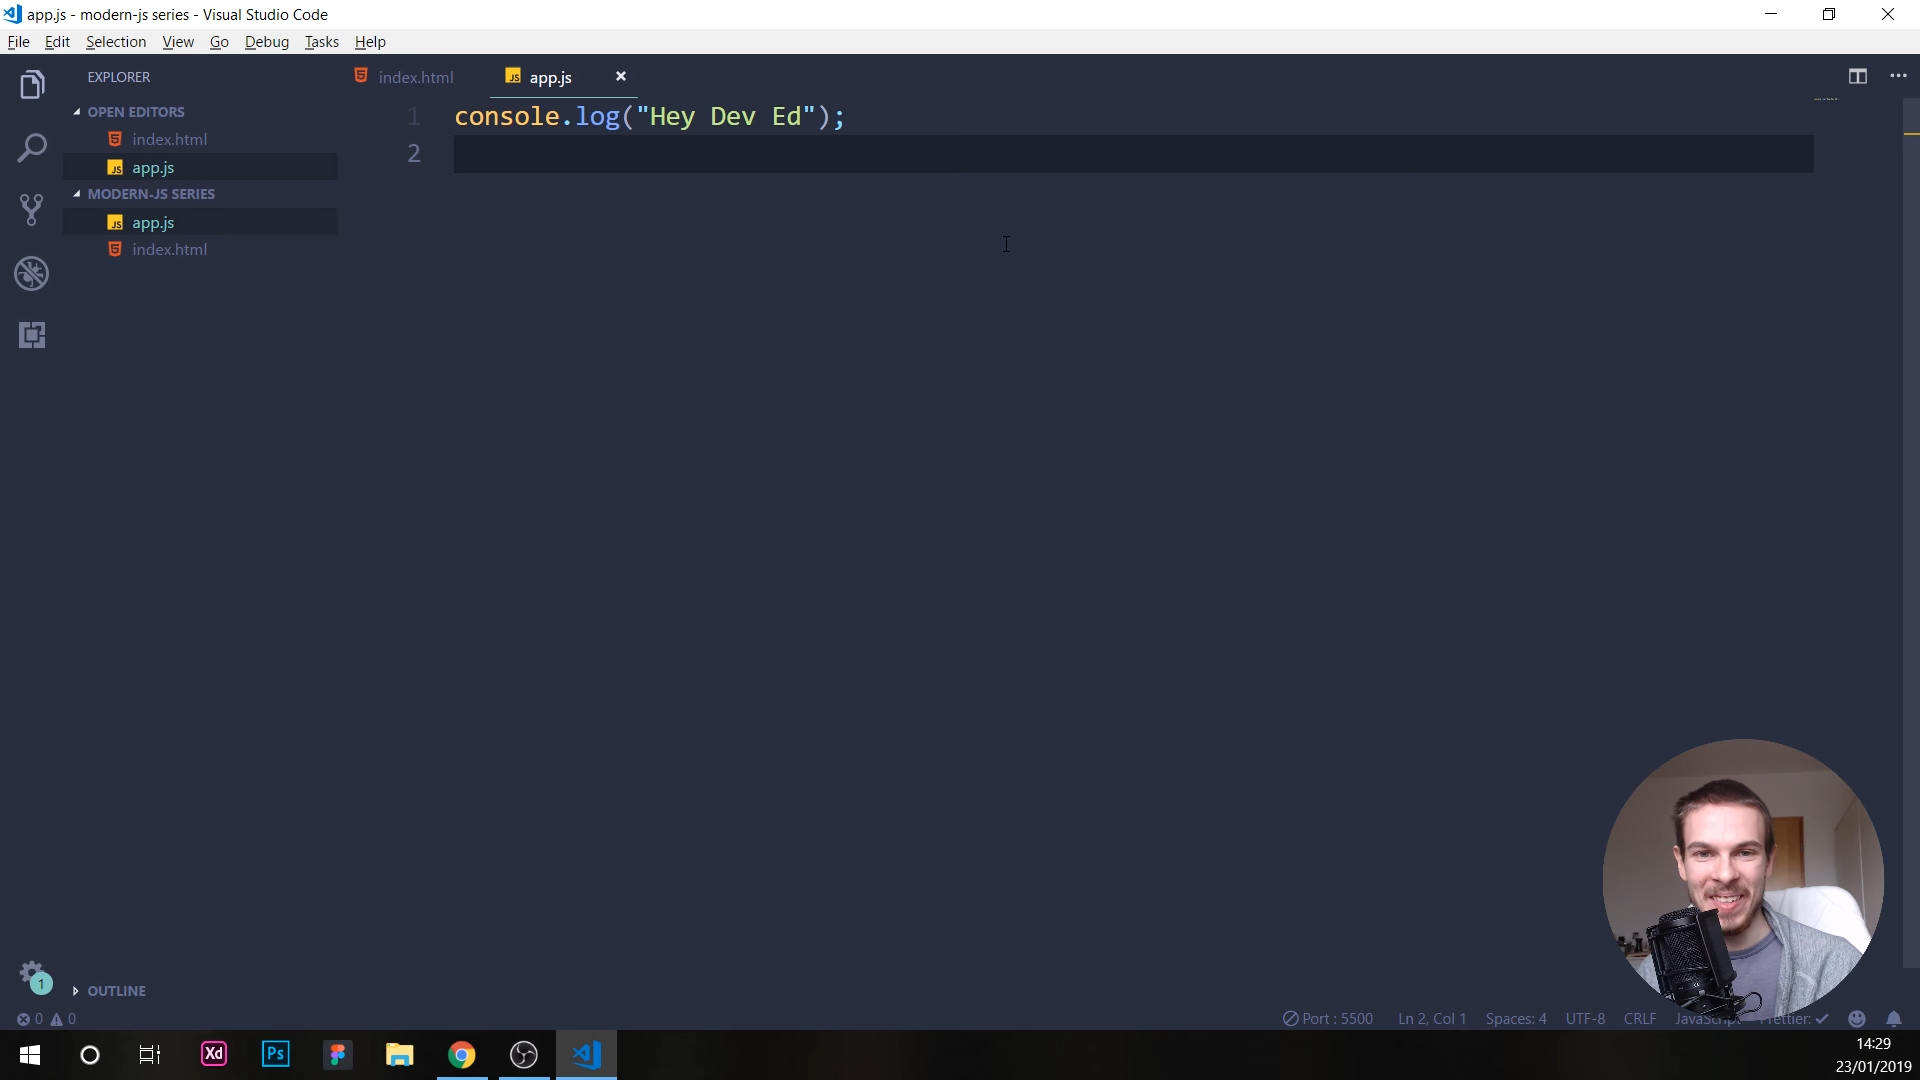 app.js - modern-js series - Visual Studio Code
File Edit Selection View Go Debug Tasks Help
EXPLORER
OPEN EDITORS
index.html
app.js
MODERN-JS SERIES
app.js
index.html
OUTLINE
index.html
app.js
1 console.log("Hey Dev Ed");
2
1
0 0
Port : 5500 Ln 2, Col 1 Spaces: 4 UTF-8 CRLF
Xd Ps
14:29
23/01/2019